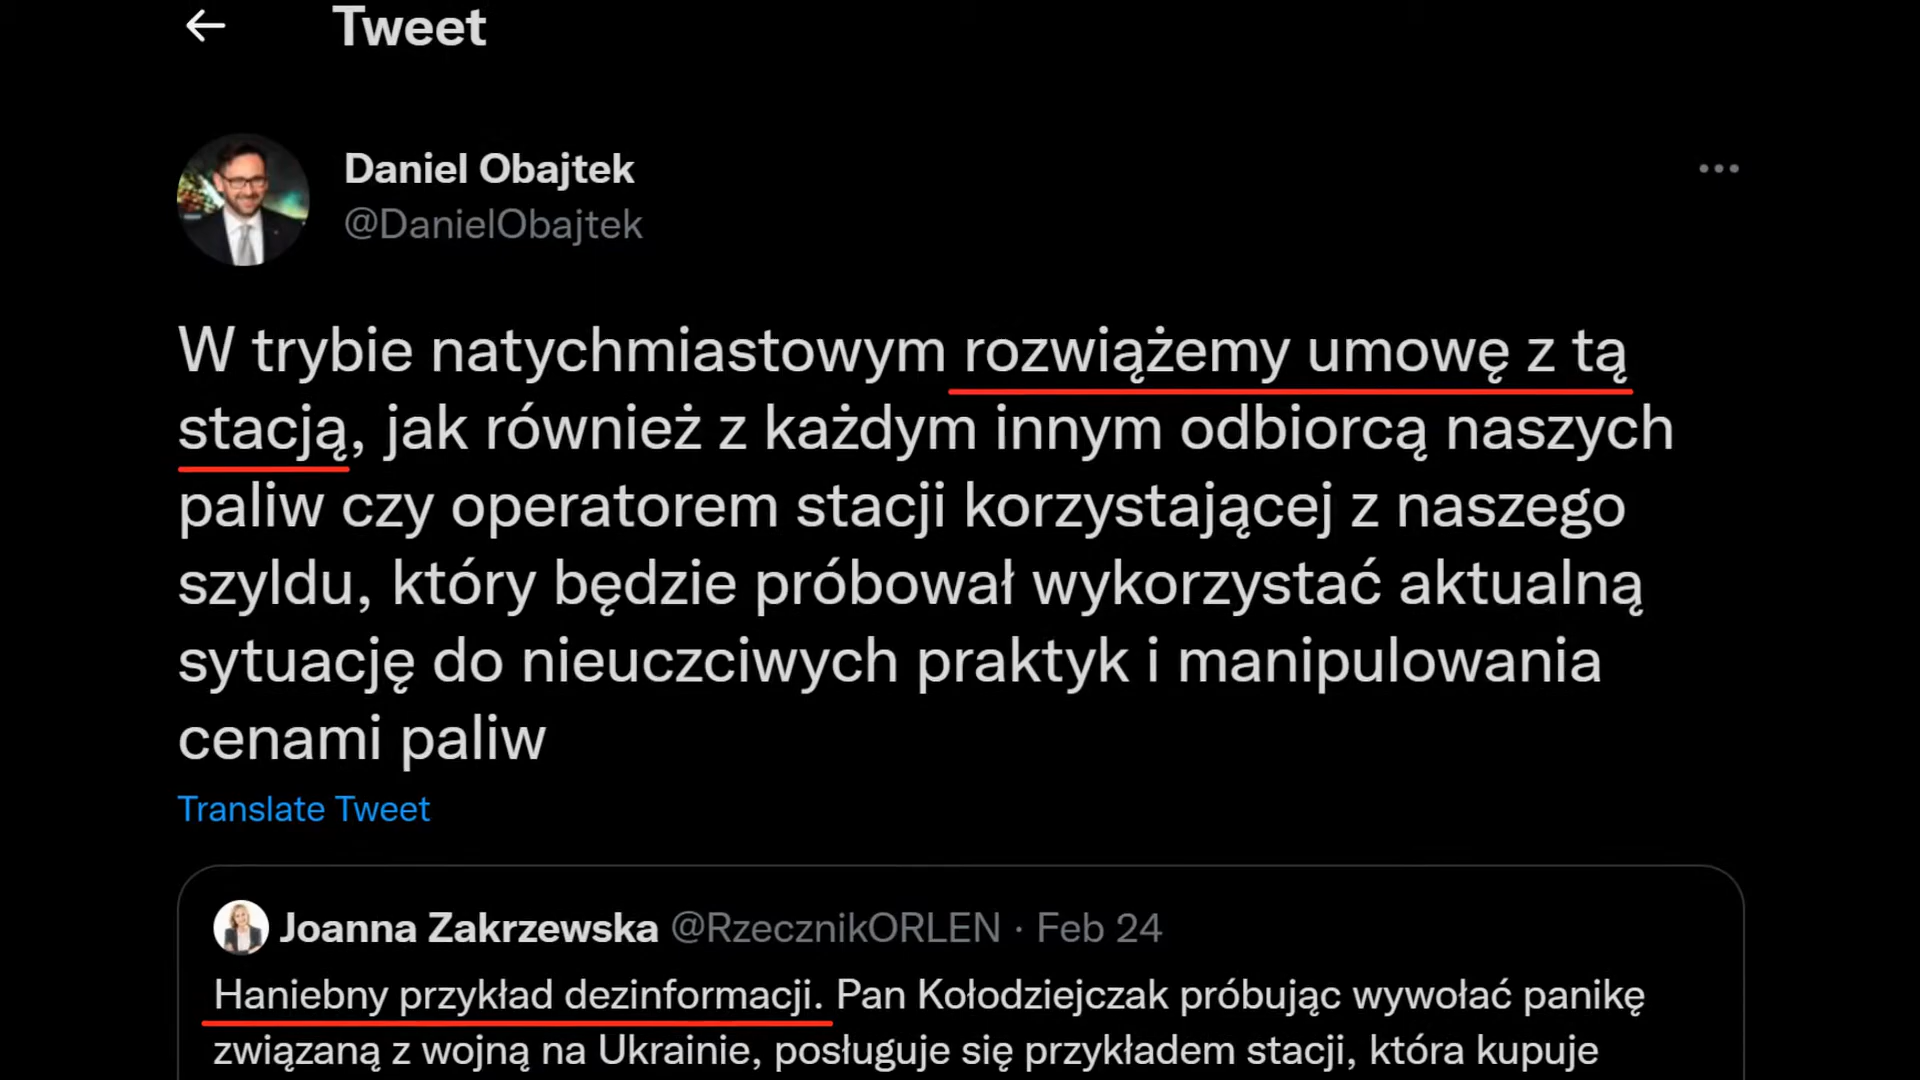 Tweet
Daniel Obajtek
@DanielObajtek
W trybie natychmiastowym rozwiążemy umowę z tą
stacją, jak również z każdym innym odbiorcą naszych
paliw czy operatorem stacji korzystającej z naszego
szyldu, który będzie próbował wykorzystać aktualną
sytuację do nieuczciwych praktyk i manipulowania
cenami paliw
Translate Tweet
Joanna Zakrzewska @RzecznikORLEN · Feb 24
Haniebny przykład dezinformacji. Pan Kołodziejczak próbując wywołać panikę
związaną z wojną na Ukrainie, posługuje się przykładem stacji, która kupuje